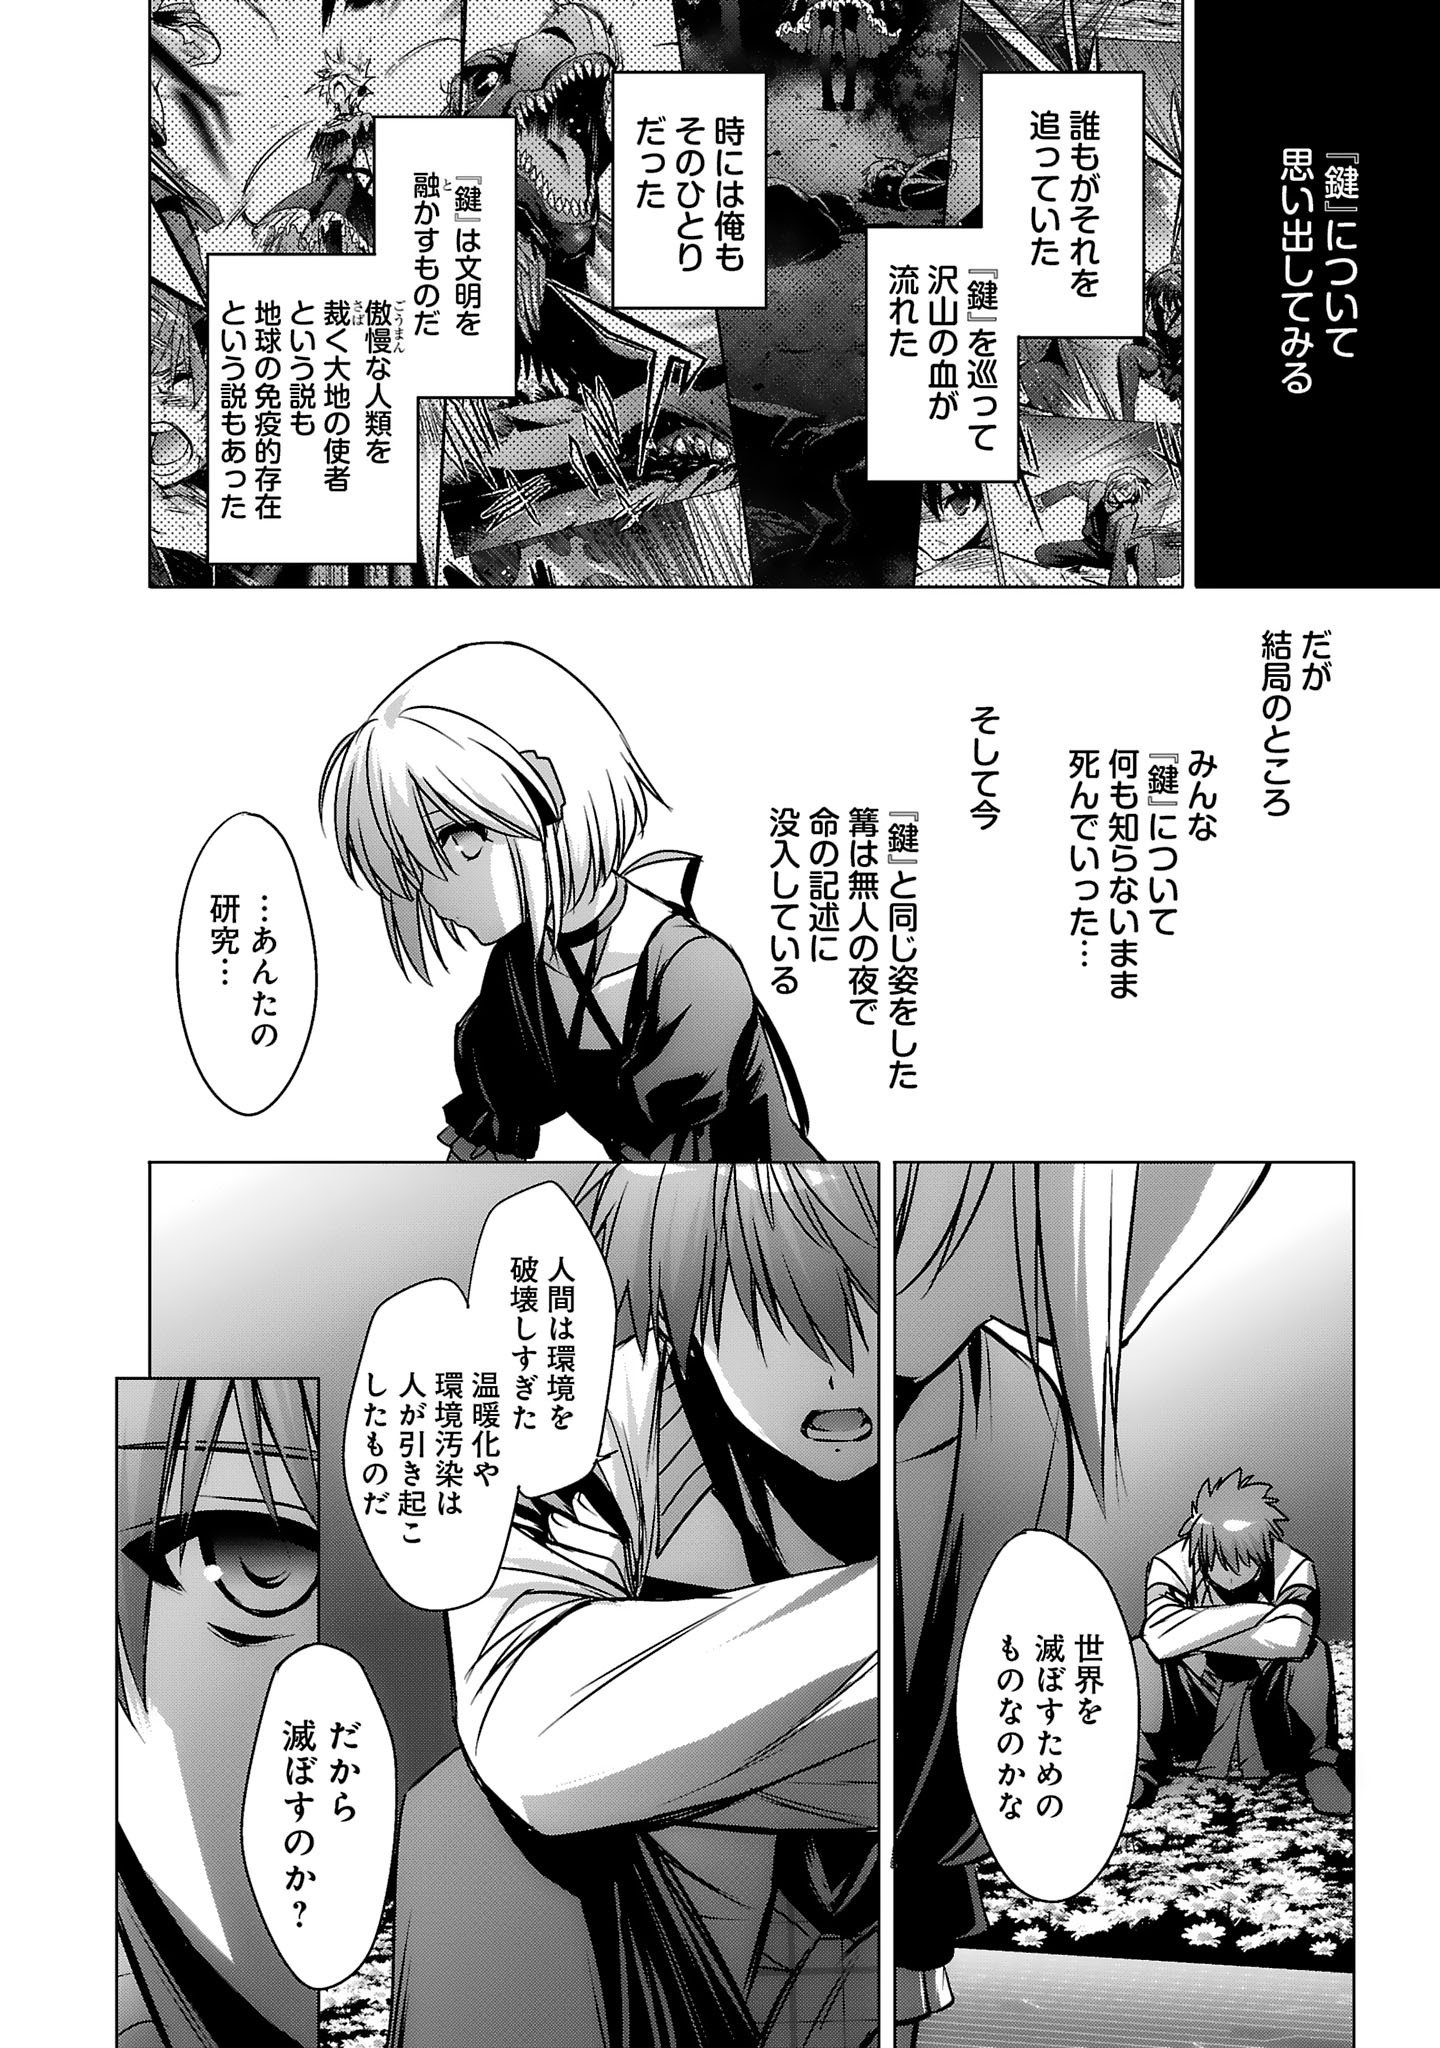 『鍵』について
思い出してみる
誰もがそれを
追っていた
『鍵』を巡って
沢山の血が
流れた
時には俺も
そのひとり
だった
『鍵』は文明を
融かすものだ
と
傲慢な人類を
ごうまん
裁く大地の使者
さば
という説も
地球の免疫的存在
という説もあった
だが
結局のところ
みんな
『鍵』について
何も知らないまま
死んでいった…
そして今
『鍵』と同じ姿をした
篝は無人の夜で
命の記述に
没入している
…あんたの
研究…
世界を
滅ぼすための
ものなのかな
人間は環境を
破壊しすぎた
温暖化や
環境汚染は
人が引き起こ
したものだ
だから
滅ぼすのか?